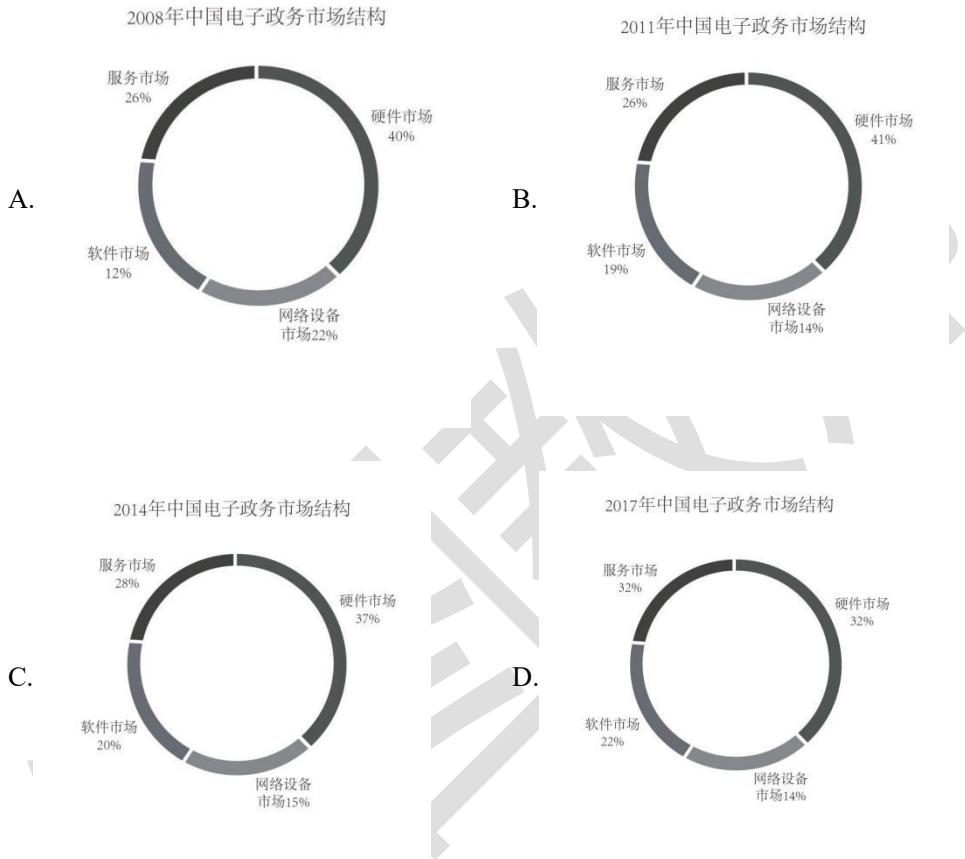 2008年中国电子政务市场结构
服务市场
26%
硬件市场
40%
A.
软件市场
12%
网络设备
市场22%
2011年中国电子政务市场结构
服务市场
26%
硬件市场
41%
B.
软件市场
19%
网络设备
市场14%
2014年中国电子政务市场结构
服务市场
28%
硬件市场
37%
C.
软件市场
20%
网络设备
市场15%
2017年中国电子政务市场结构
服务市场
32%
硬件市场
32%
D.
软件市场
22%
网络设备
市场14%